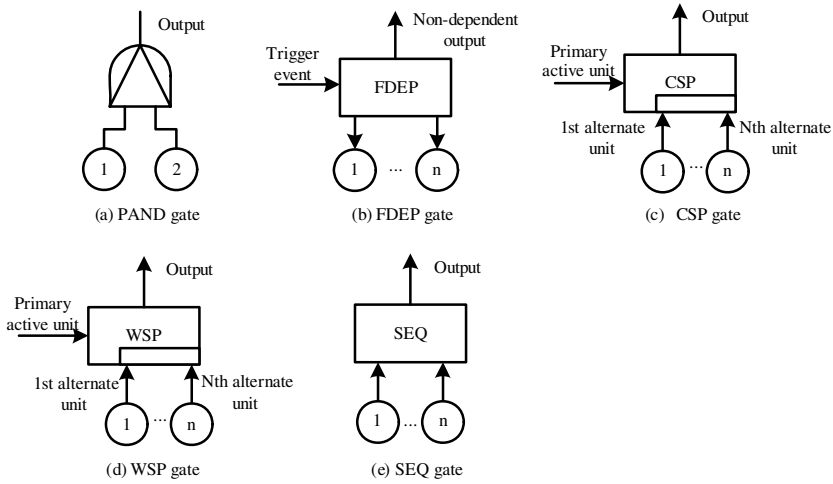 Output
1
2
(a) PAND gate
Non-dependent
output
Trigger
event
FDEP
1
...
n
(b) FDEP gate
Output
Primary
active unit
CSP
1st alternate
unit
Nth alternate
unit
1
...
n
(c) CSP gate
Output
Primary
active unit
WSP
1st alternate
unit
Nth alternate
unit
1
...
n
(d) WSP gate
Output
SEQ
1
...
n
(e) SEQ gate